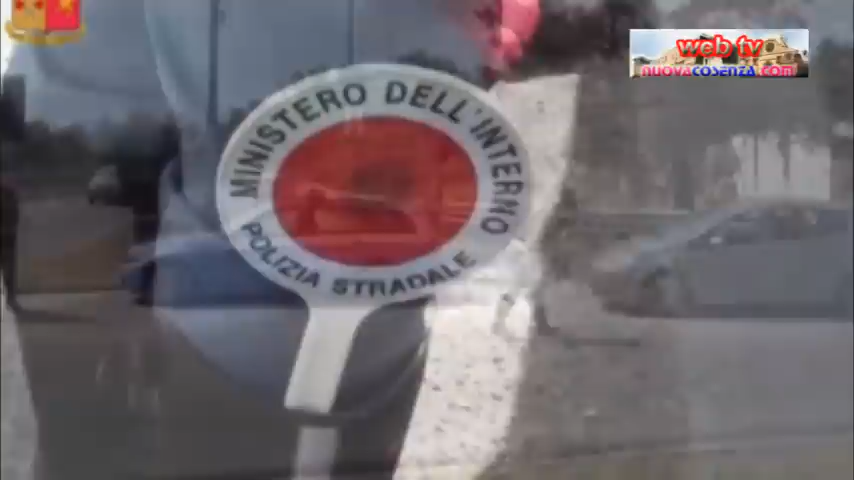 web tv
nuovacosenza.com
MINISTERO DELL'INTERNO
POLIZIA STRADALE